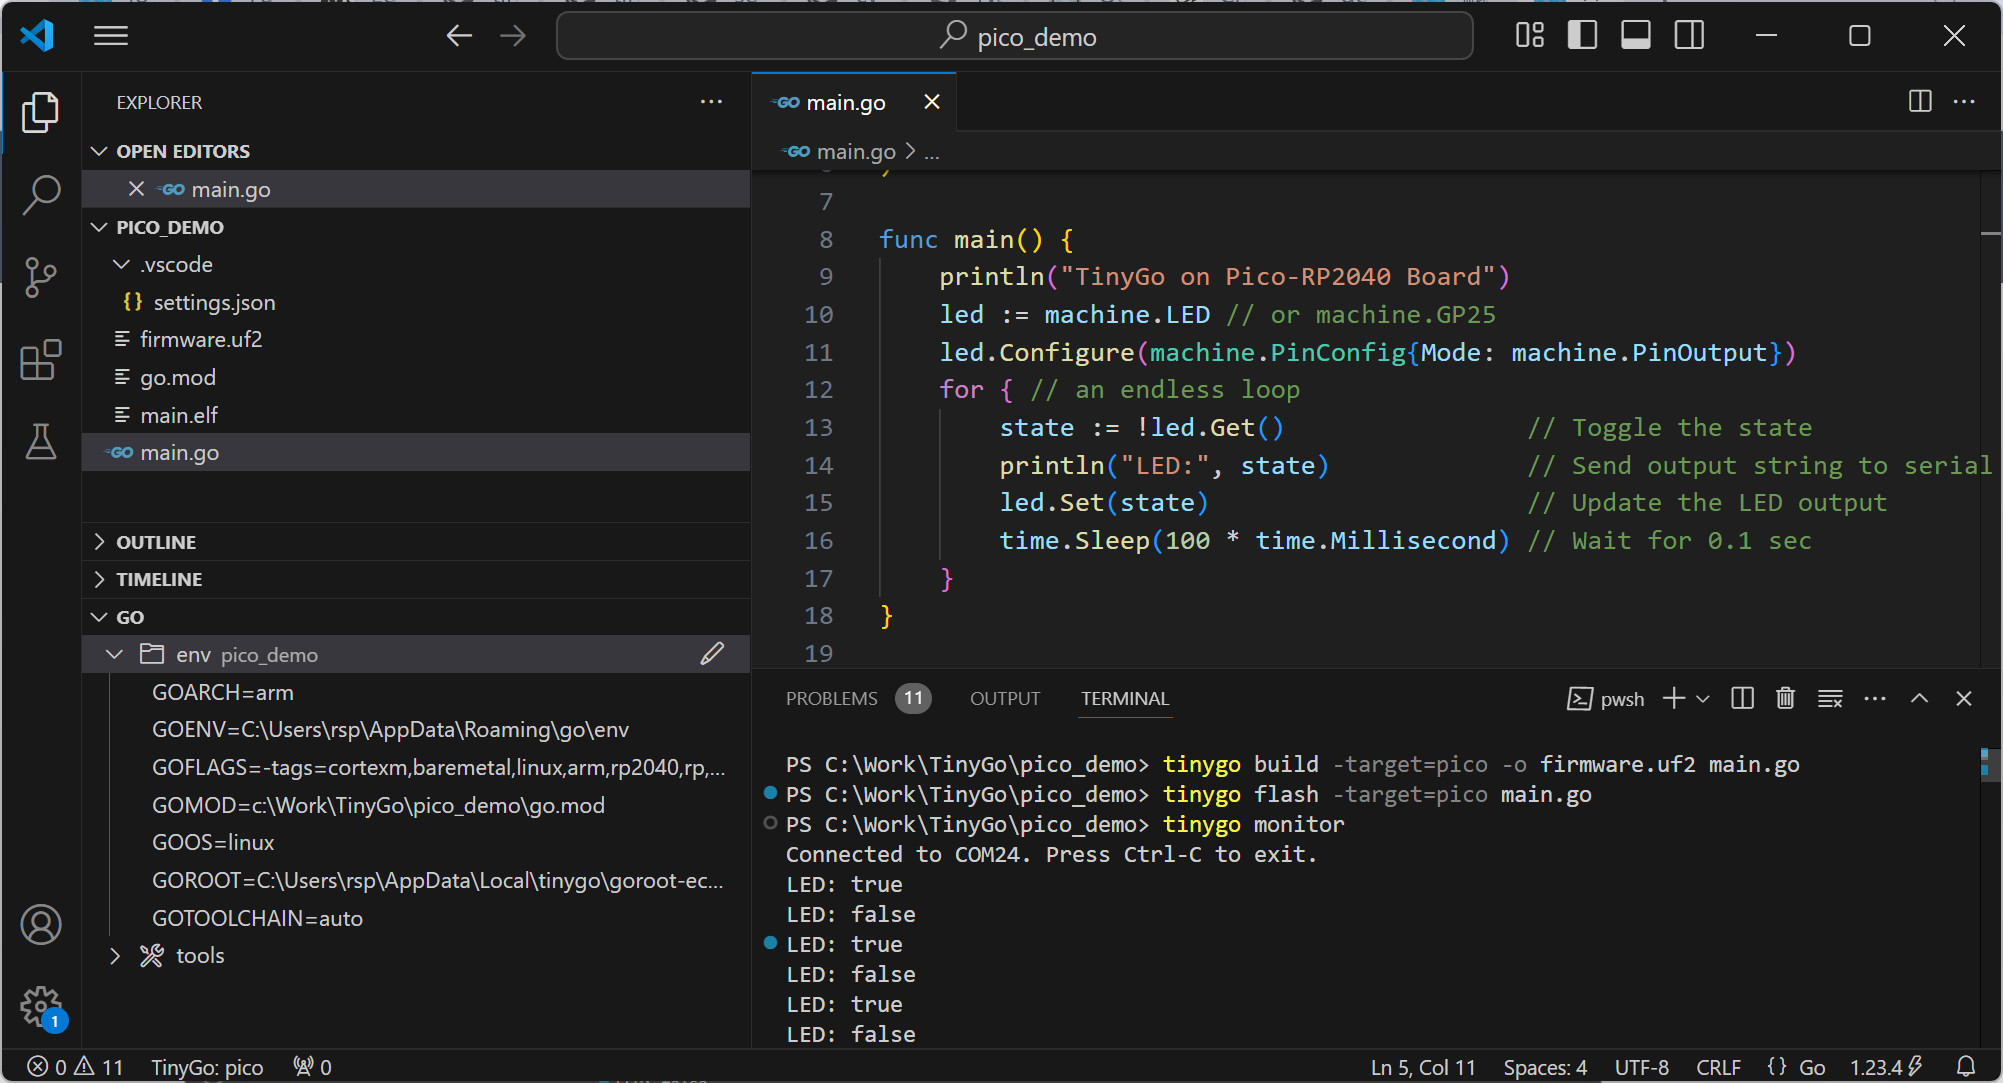 pico_demo
EXPLORER
OPEN EDITORS
main.go
PICO_DEMO
.vscode
{} settings.json
firmware.uf2
go.mod
main.elf
GO main.go
OUTLINE
TIMELINE
GO
env pico_demo
GOARCH=arm
GOENV=C:\Users\rsp\AppData\Roaming\go\env
GOFLAGS=-tags=cortexm,baremetal,linux,arm,rp2040,rp,...
GOMOD=c:\Work\TinyGo\pico_demo\go.mod
GOOS=linux
GOROOT=C:\Users\rsp\AppData\Local\tinygo\goroot-ec...
GOTOOLCHAIN=auto
tools
1
GO main.go
GO main.go > ...
7
8 func main() {
9 println("TinyGo on Pico-RP2040 Board")
10 led := machine.LED // or machine.GP25
11 led.Configure(machine.PinConfig{Mode: machine.PinOutput})
12 for { // an endless loop
13 state := !led.Get() // Toggle the state
14 println("LED:", state) // Send output string to serial
15 led.Set(state) // Update the LED output
16 time.Sleep(100 * time.Millisecond) // Wait for 0.1 sec
17 }
18 }
19
PROBLEMS 11 OUTPUT TERMINAL pwsh
PS C:\Work\TinyGo\pico_demo> tinygo build -target=pico -o firmware.uf2 main.go
PS C:\Work\TinyGo\pico_demo> tinygo flash -target=pico main.go
PS C:\Work\TinyGo\pico_demo> tinygo monitor
Connected to COM24. Press Ctrl-C to exit.
LED: true
LED: false
LED: true
LED: false
LED: true
LED: false
0 11 TinyGo: pico 0 Ln 5, Col 11 Spaces: 4 UTF-8 CRLF {} Go 1.23.4